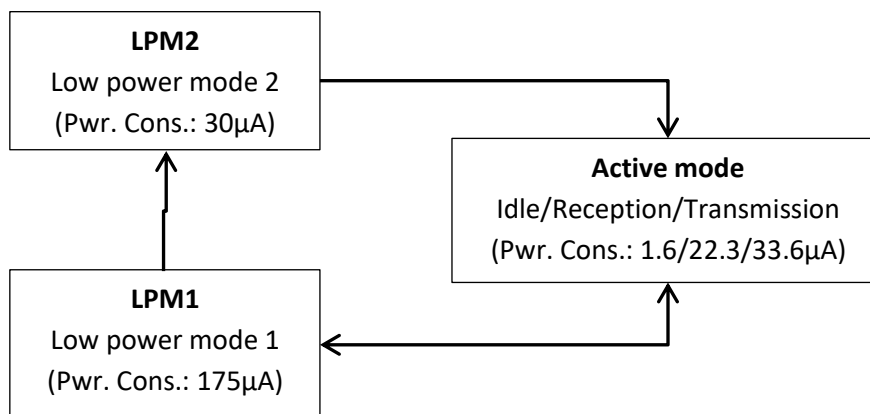 LPM2
Low power mode 2
(Pwr. Cons.: 30µA)
Active mode
Idle/Reception/Transmission
(Pwr. Cons.: 1.6/22.3/33.6µA)
LPM1
Low power mode 1
(Pwr. Cons.: 175µA)